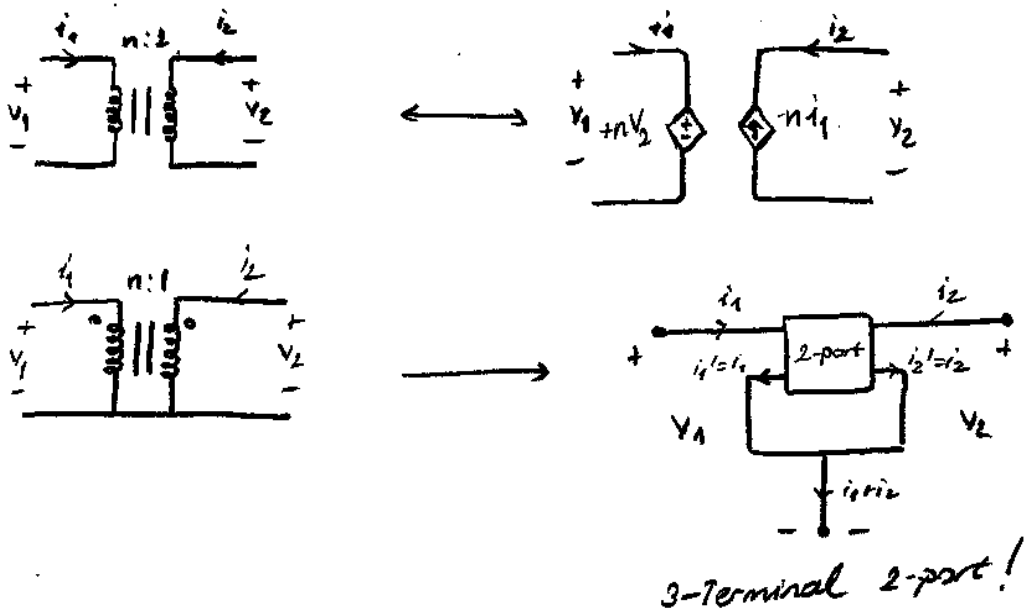 i₁ n:1 i₂
+ V₁ − + V₂ −
i₁ i₂
+ V₁ − +nV₂ ± ni₁ + V₂ −
i₁ n:1 i₂
+ V₁ − + V₂ −
i₁ i₂
+ 2-port +
i₁'=i₁ i₂'=i₂
V₁ V₂
i₁+i₂
− −
3-Terminal 2-port!